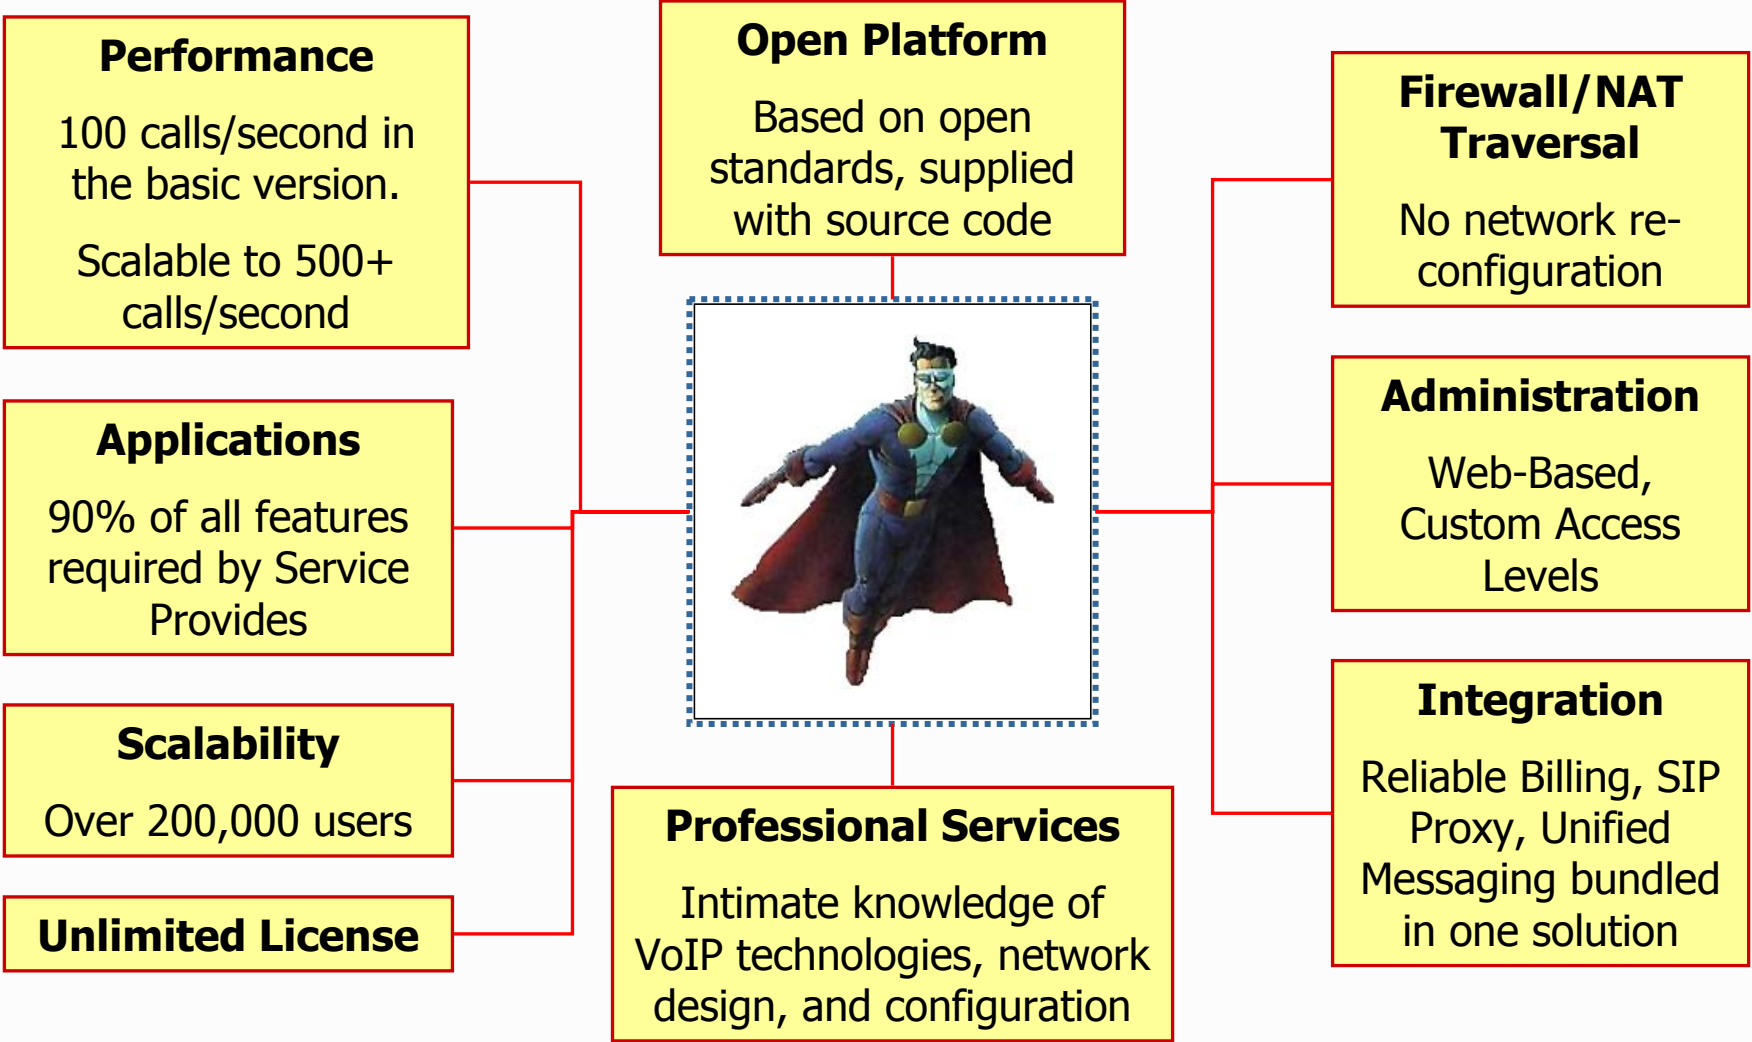 Performance
100 calls/second in
the basic version.
Scalable to 500+
calls/second
Applications
90% of all features
required by Service
Provides
Scalability
Over 200,000 users
Unlimited License
Open Platform
Based on open
standards, supplied
with source code
Professional Services
Intimate knowledge of
VoIP technologies, network
design, and configuration
Firewall/NAT
Traversal
No network re-
configuration
Administration
Web-Based,
Custom Access
Levels
Integration
Reliable Billing, SIP
Proxy, Unified
Messaging bundled
in one solution